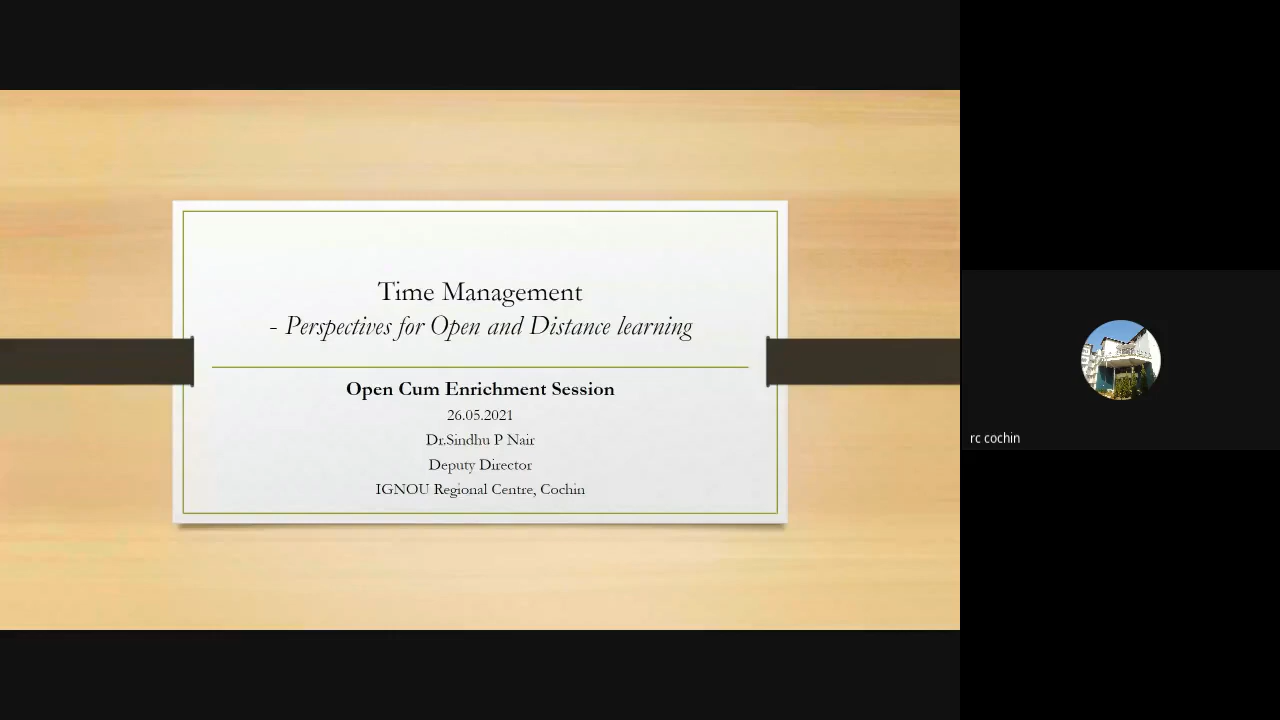 Time Management
- Perspectives for Open and Distance learning
Open Cum Enrichment Session
26.05.2021
Dr.Sindhu P Nair
Deputy Director
IGNOU Regional Centre, Cochin
rc cochin